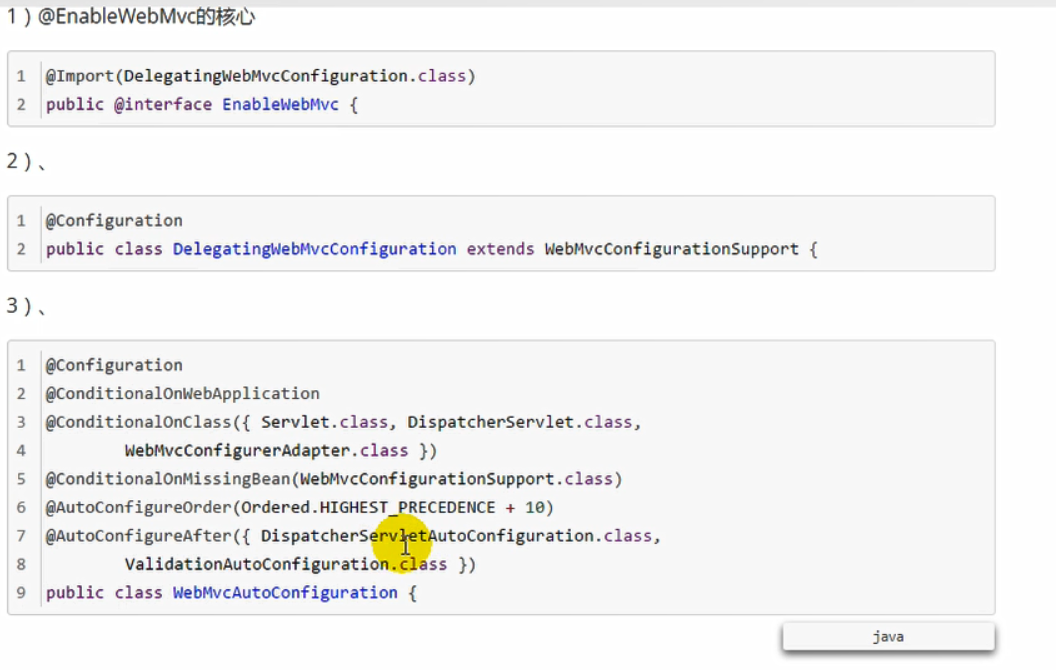 1）@EnableWebMvc的核心
1 @Import(DelegatingWebMvcConfiguration.class)
2 public @interface EnableWebMvc {
2）、
1 @Configuration
2 public class DelegatingWebMvcConfiguration extends WebMvcConfigurationSupport {
3）、
1 @Configuration
2 @ConditionalOnWebApplication
3 @ConditionalOnClass({ Servlet.class, DispatcherServlet.class,
4 WebMvcConfigurerAdapter.class })
5 @ConditionalOnMissingBean(WebMvcConfigurationSupport.class)
6 @AutoConfigureOrder(Ordered.HIGHEST_PRECEDENCE + 10)
7 @AutoConfigureAfter({ DispatcherServletAutoConfiguration.class,
8 ValidationAutoConfiguration.class })
9 public class WebMvcAutoConfiguration {
java